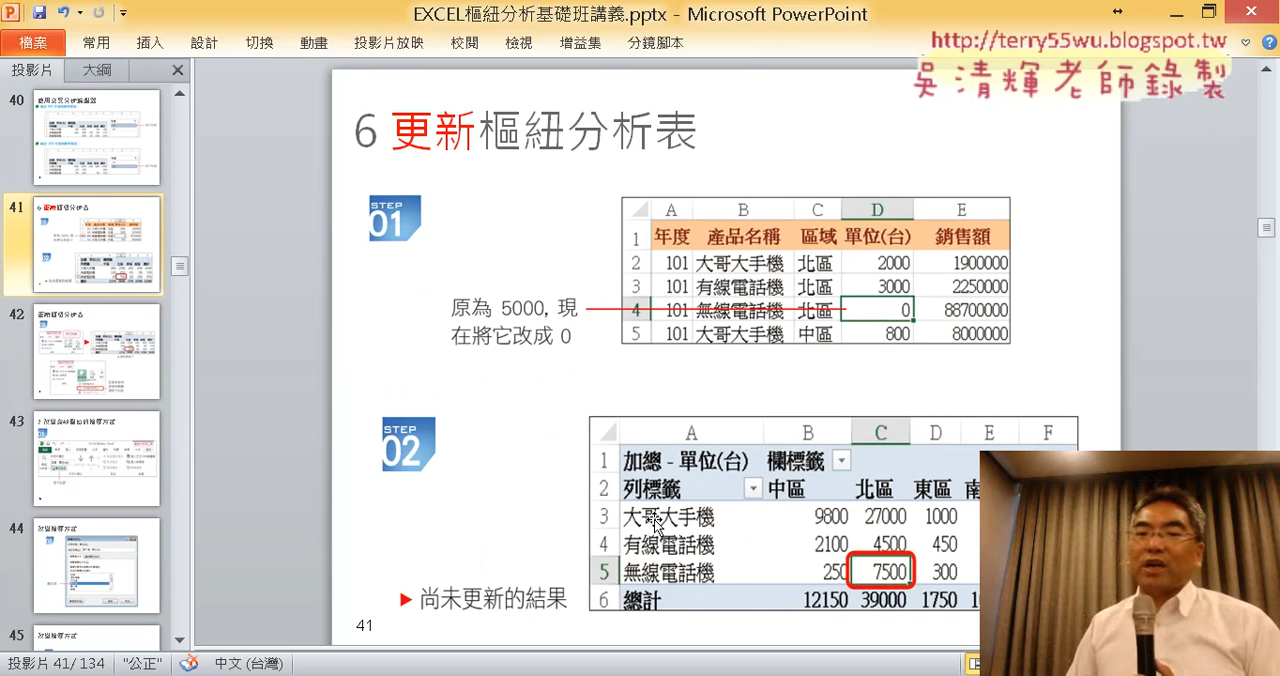 EXCEL樞紐分析基礎班講義.pptx - Microsoft PowerPoint
檔案 常用 插入 設計 切換 動畫 投影片放映 校閱 檢視 增益集 分鏡腳本
http://terry55wu.blogspot.tw
吳清輝老師錄製
投影片 大綱
40
41
42
43
44
45
6 更新樞紐分析表
STEP 01
A B C D E
1 年度 產品名稱 區域 單位(台) 銷售額
2 101 大哥大手機 北區 2000 1900000
3 101 有線電話機 北區 3000 2250000
4 101 無線電話機 北區 0 88700000
5 101 大哥大手機 中區 800 8000000
原為 5000, 現
在將它改成 0
STEP 02
A B C D E F
1 加總 - 單位(台) 欄標籤
2 列標籤 中區 北區 東區 南
3 大哥大手機 9800 27000 1000
4 有線電話機 2100 4500 450
5 無線電話機 250 7500 300
6 總計 12150 39000 1750 1
尚未更新的結果
41
投影片 41/ 134 "公正" 中文 (台灣)